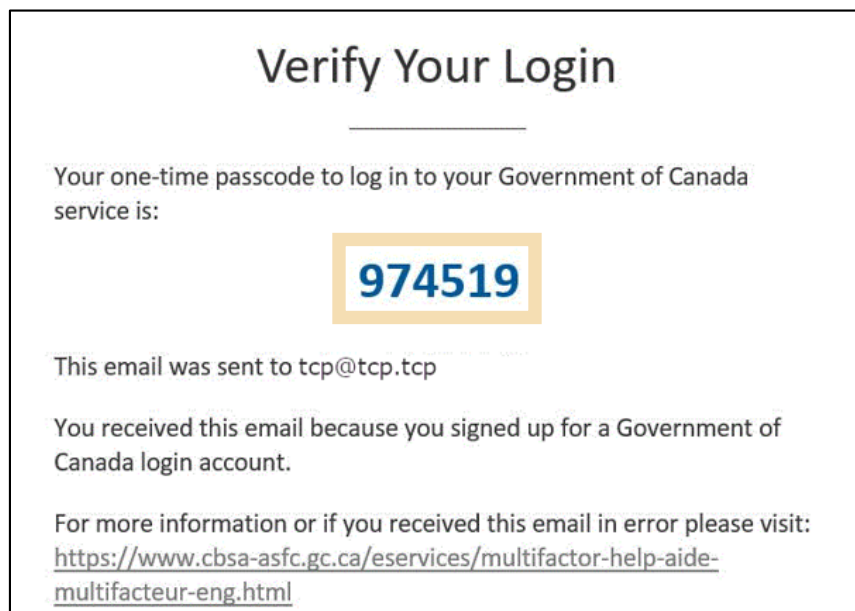 Verify Your Login
Your one-time passcode to log in to your Government of Canada
service is:
974519
This email was sent to tcp@tcp.tcp
You received this email because you signed up for a Government of
Canada login account.
For more information or if you received this email in error please visit:
https://www.cbsa-asfc.gc.ca/eservices/multifactor-help-aide-
multifacteur-eng.html